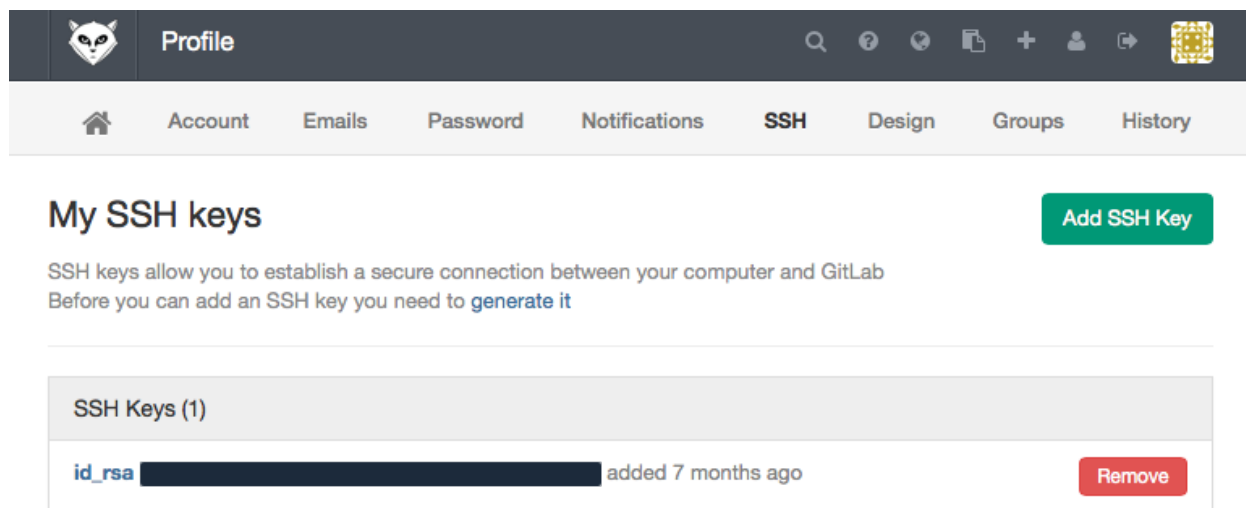 Profile
Account Emails Password Notifications SSH Design Groups History
My SSH keys
Add SSH Key
SSH keys allow you to establish a secure connection between your computer and GitLab
Before you can add an SSH key you need to generate it
SSH Keys (1)
id_rsa added 7 months ago
Remove